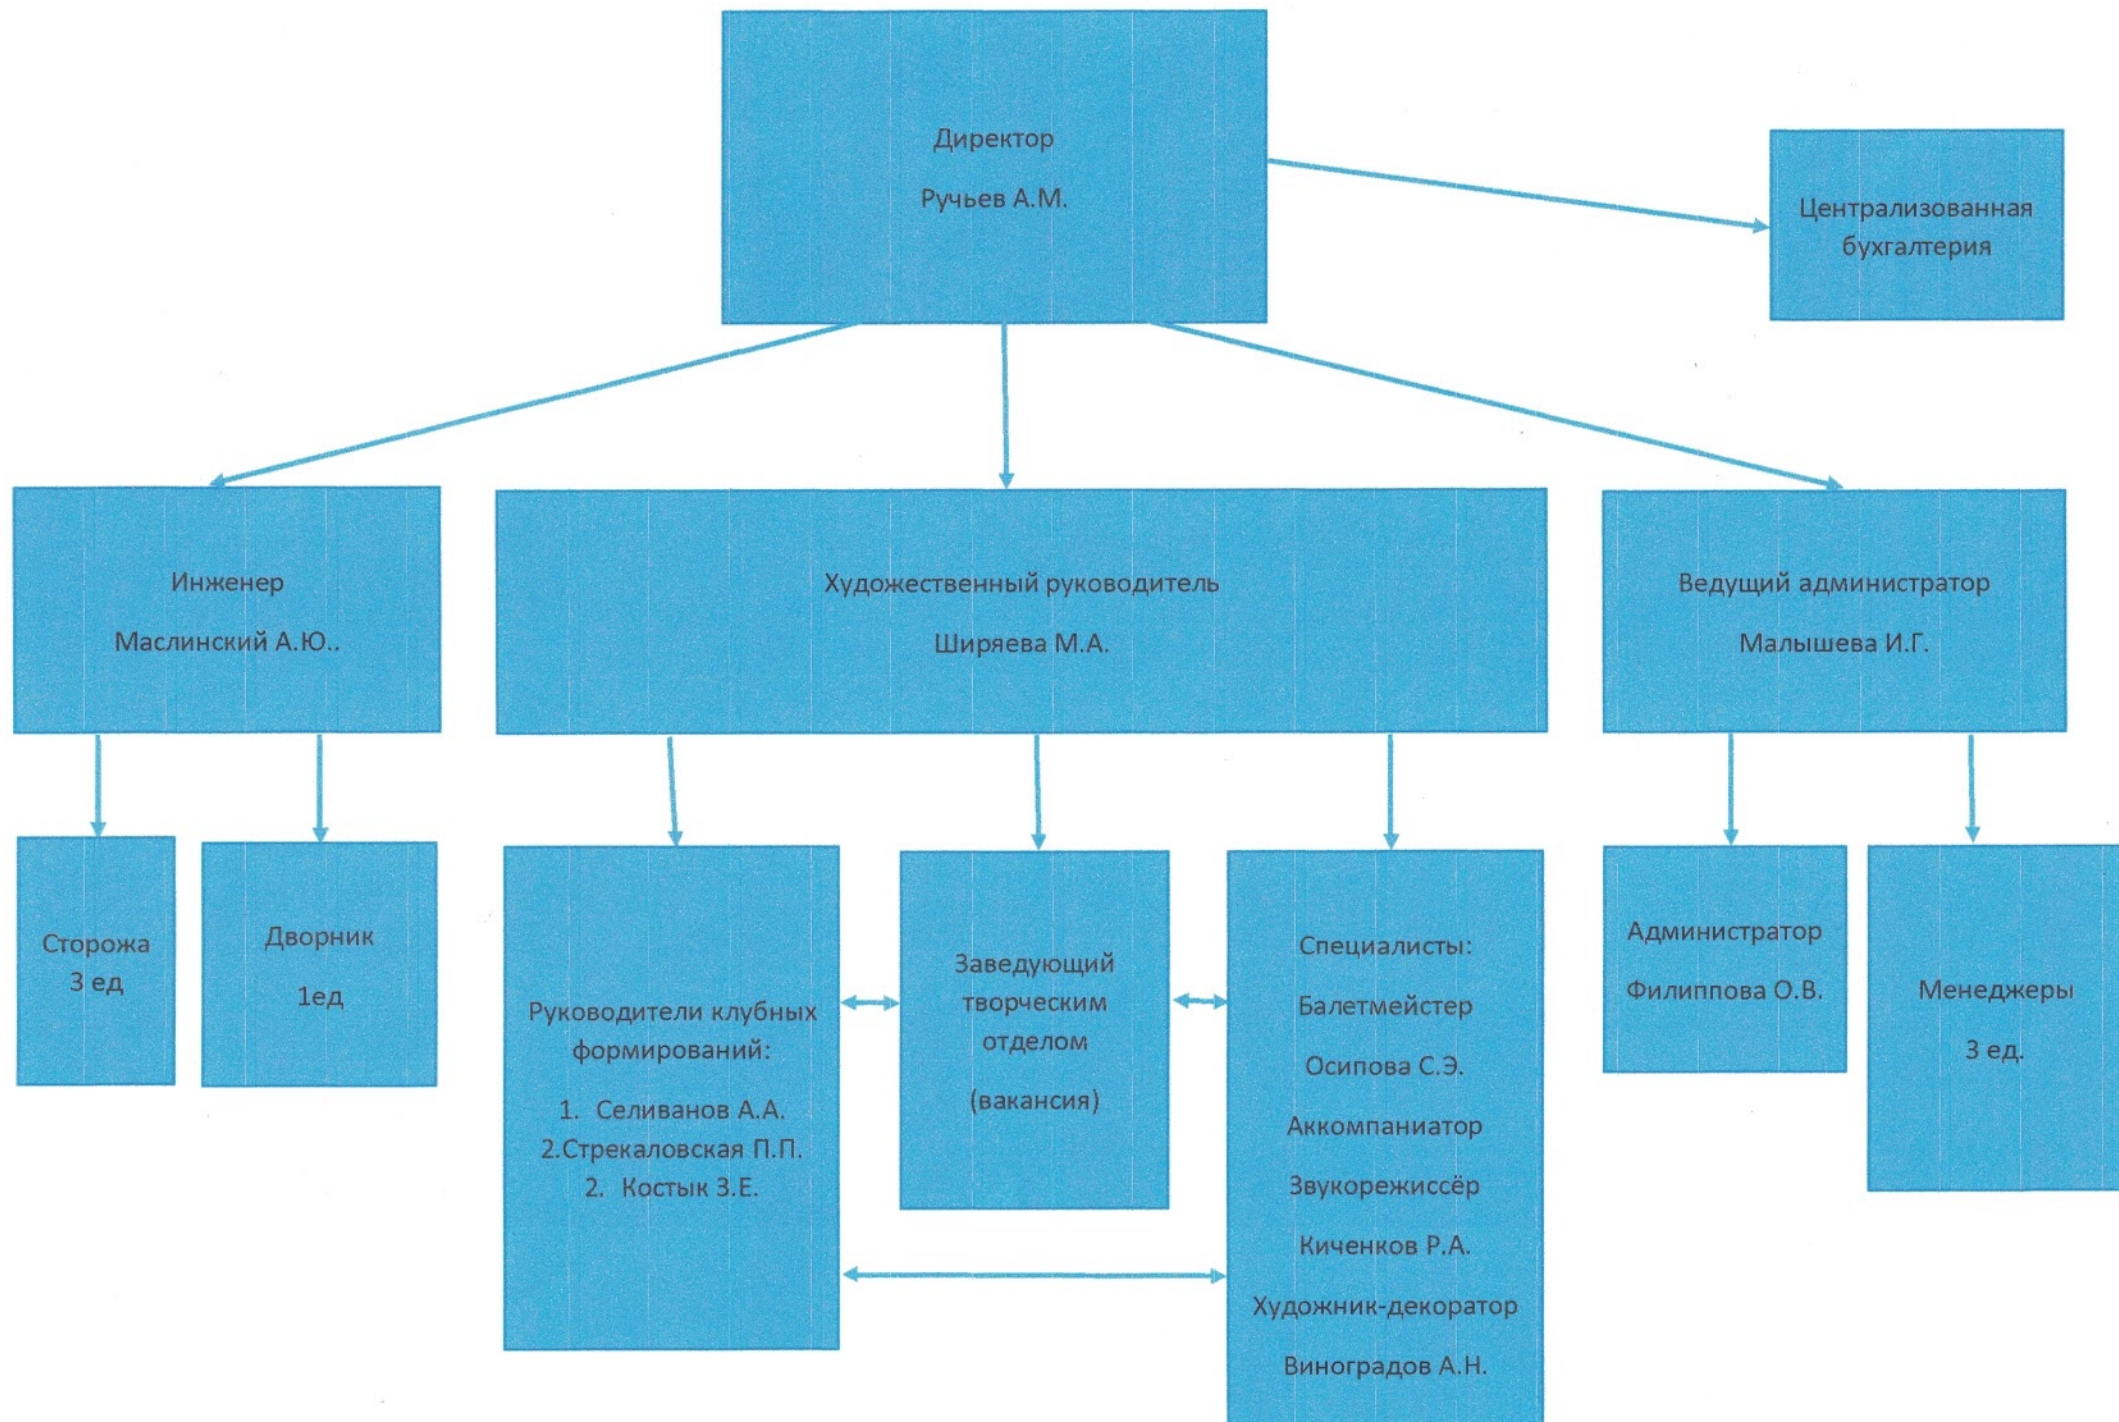 Директор
Ручьев А.М.
Централизованная
бухгалтерия
Инженер
Маслинский А.Ю..
Художественный руководитель
Ширяева М.А.
Ведущий администратор
Малышева И.Г.
Сторожа
3 ед
Дворник
1ед
Руководители клубных
формирований:
1. Селиванов А.А.
2.Стрекаловская П.П.
2. Костык З.Е.
Заведующий
творческим
отделом
(вакансия)
Специалисты:
Балетмейстер
Осипова С.Э.
Аккомпаниатор
Звукорежиссёр
Киченков Р.А.
Художник-декоратор
Виноградов А.Н.
Администратор
Филиппова О.В.
Менеджеры
3 ед.